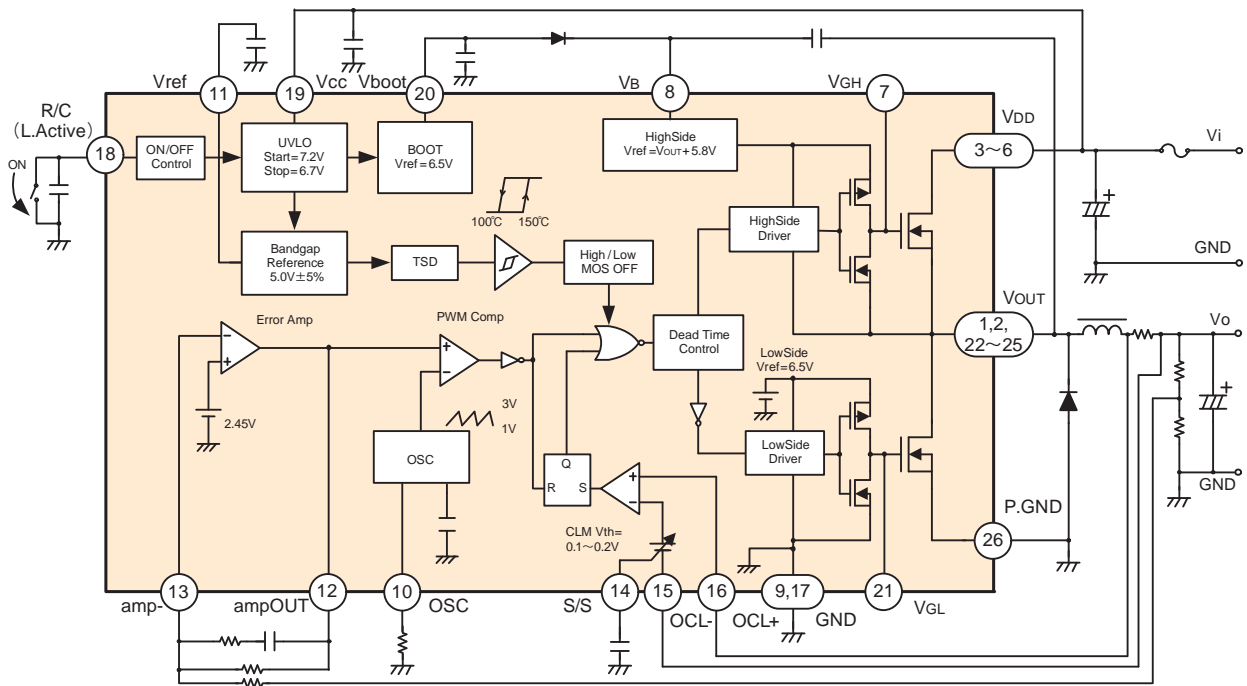 Vref
Vcc
Vboot
VB
VGH
11
19
20
8
7
VDD
R/C
(L.Active)
18
ON
ON/OFF
Control
UVLO
Start=7.2V
Stop=6.7V
BOOT
Vref=6.5V
HighSide
Vref=VOUT+5.8V
3～6
Vi
100℃
150℃
Bandgap
Reference
5.0V±5%
TSD
High/Low
MOS OFF
HighSide
Driver
GND
Error Amp
PWM Comp
VOUT
1,2,
22～25
Vo
Dead Time
Control
LowSide
Vref=6.5V
2.45V
3V
1V
OSC
Q
R
S
LowSide
Driver
GND
P.GND
26
CLM Vth=
0.1～0.2V
13
12
10
14
15
16
9,17
21
amp-
ampOUT
OSC
S/S
OCL-
OCL+
GND
VGL